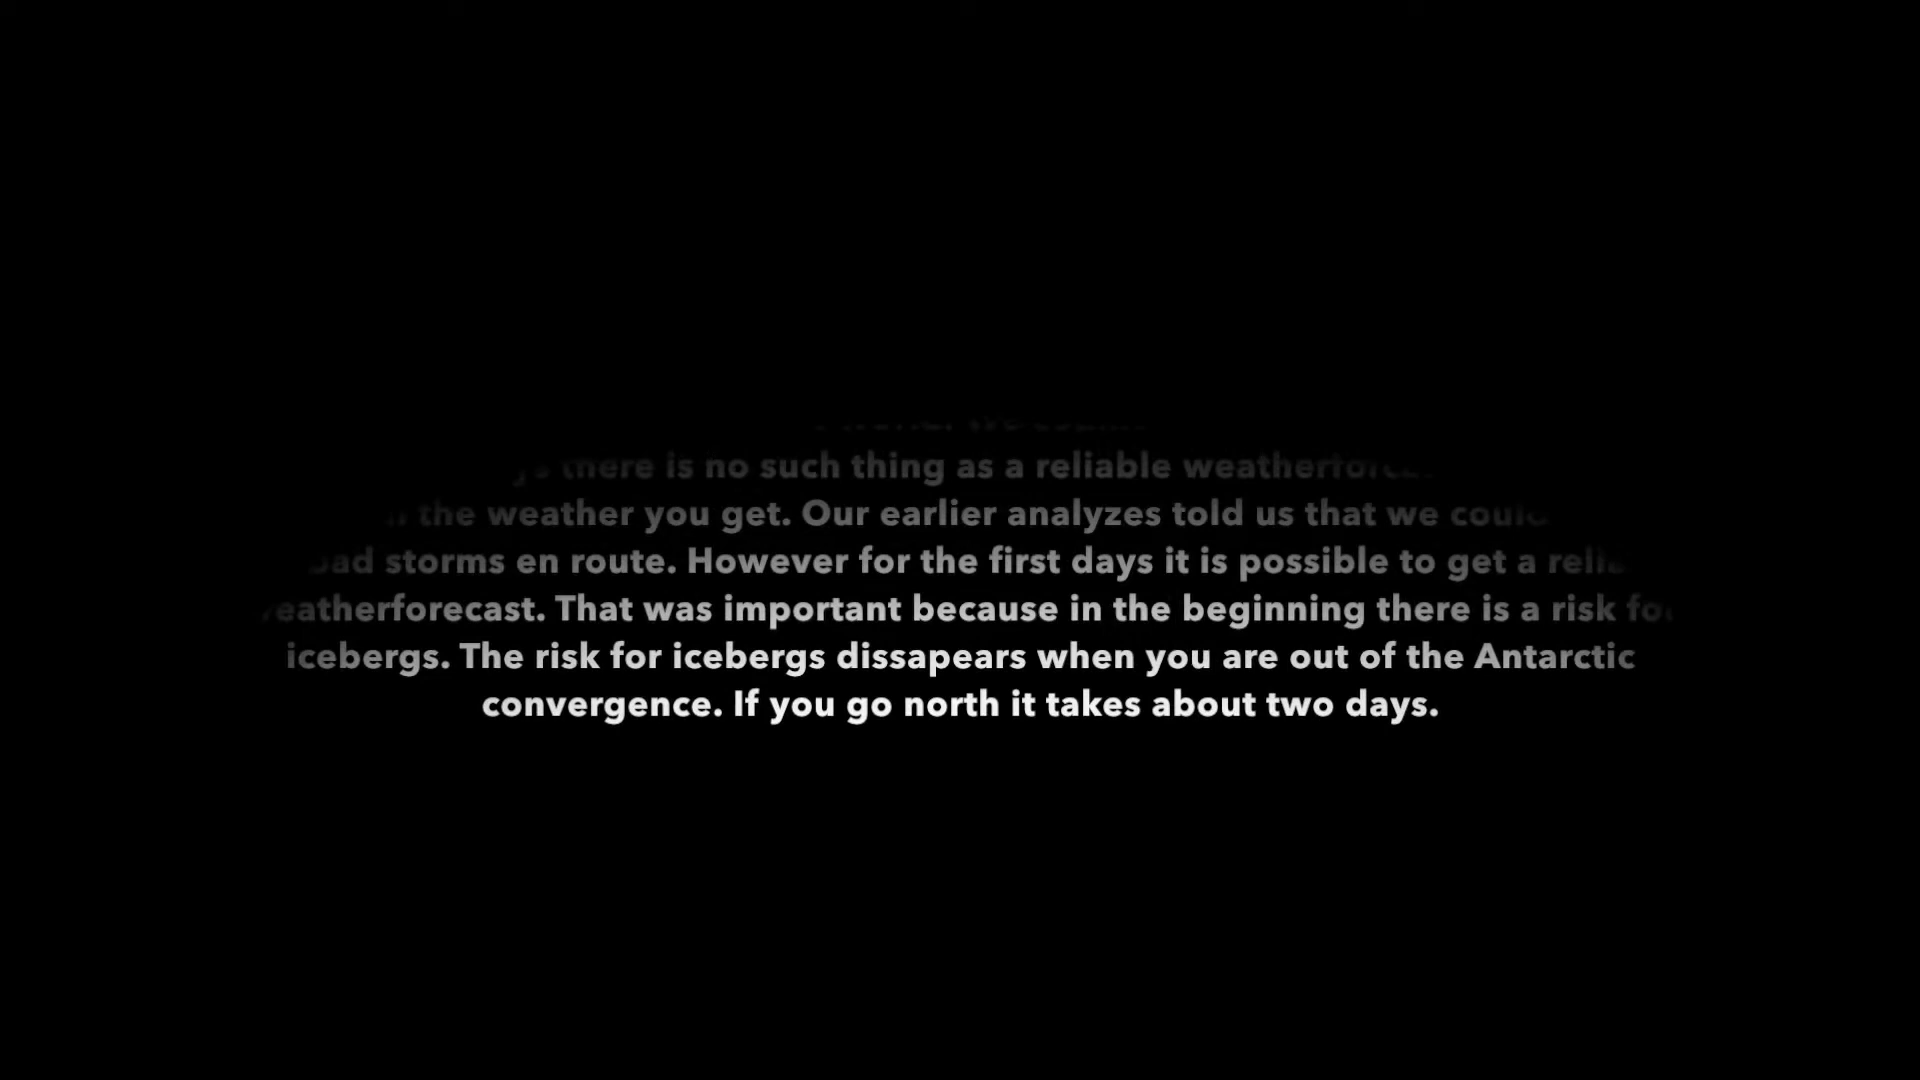 there is no such thing as a reliable
the weather you get. Our earlier analyzes told us that we
storms en route. However for the first days it is possible to get a
That was important because in the beginning there is a risk
icebergs. The risk for icebergs dissapears when you are out of the Antarctic
convergence. If you go north it takes about two days.